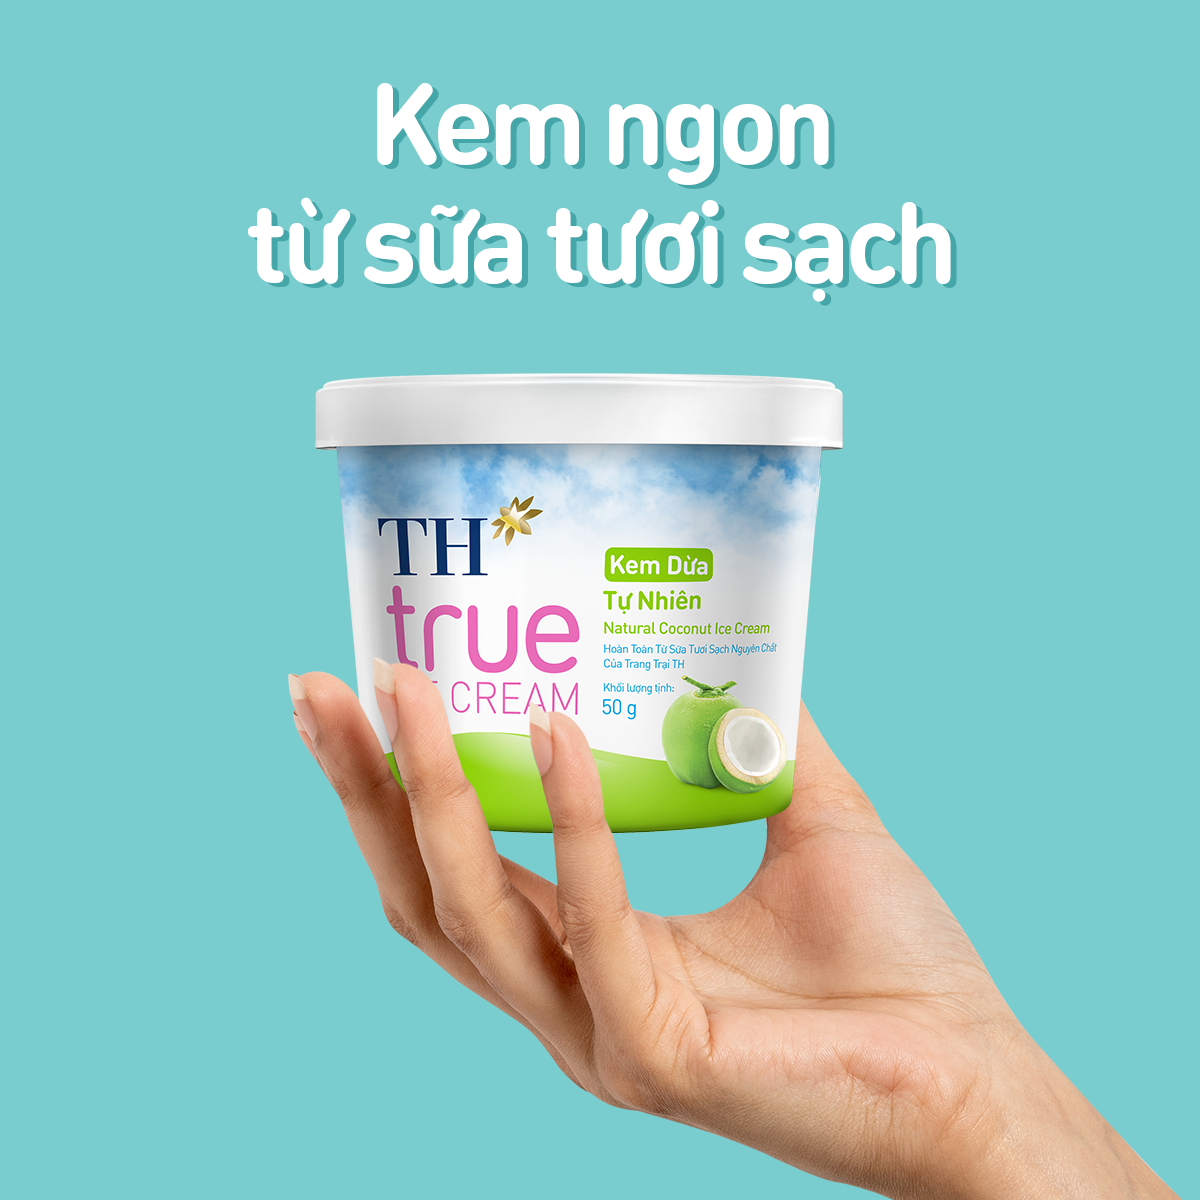 Kem ngon
từ sữa tươi sạch
TH
true
CREAM
Kem Dừa
Tự Nhiên
Natural Coconut Ice Cream
Hoàn Toàn Từ Sữa Tươi Sạch Nguyên Chất
Của Trang Trại TH
Khối lượng tịnh:
50 g